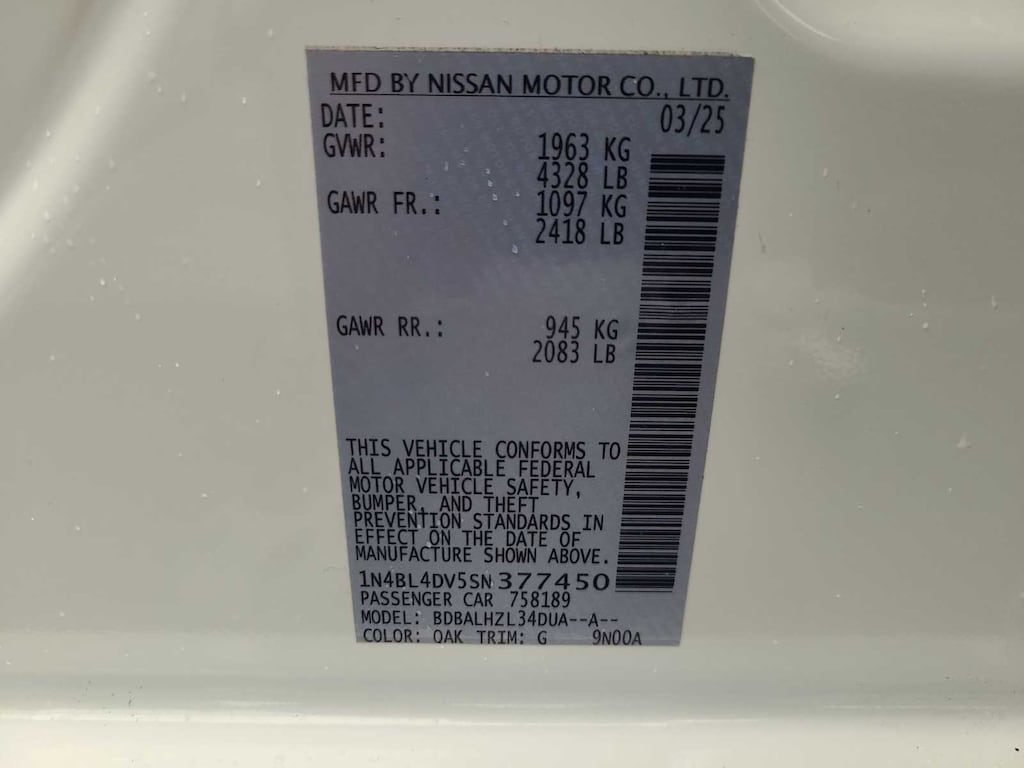 MFD BY NISSAN MOTOR CO., LTD.
DATE: 03/25
GVWR: 1963 KG
4328 LB
GAWR FR.: 1097 KG
2418 LB
GAWR RR.: 945 KG
2083 LB
THIS VEHICLE CONFORMS TO
ALL APPLICABLE FEDERAL
MOTOR VEHICLE SAFETY,
BUMPER, AND THEFT
PREVENTION STANDARDS IN
EFFECT ON THE DATE OF
MANUFACTURE SHOWN ABOVE.
1N4BL4DV5SN377450
PASSENGER CAR 758189
MODEL: BDBALHZL34DUA--A--
COLOR: QAK TRIM: G 9N00A